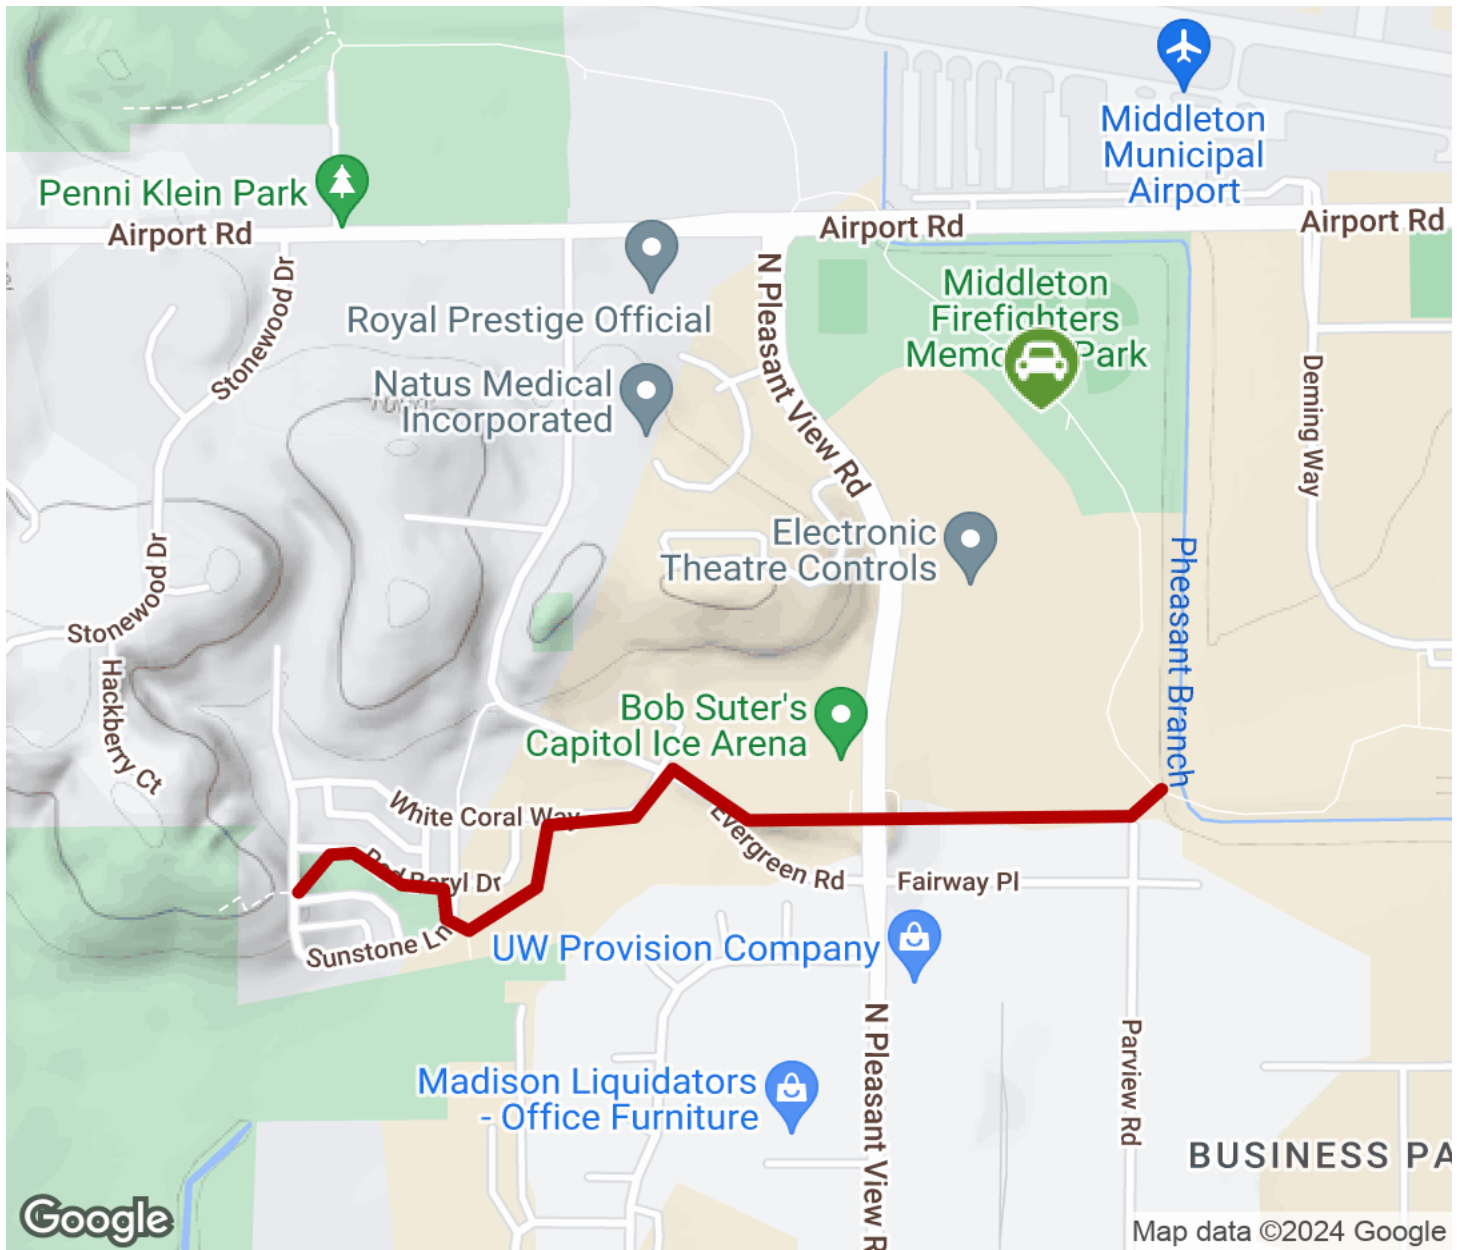 Middleton
Municipal
Airport
Penni Klein Park
Airport Rd
Airport Rd
Airport Rd
Stonewood Dr
N Pleasant View Rd
Middleton
Firefighters
Park
Royal Prestige Official
Natus Medical
Incorporated
Deming Way
Electronic
Theatre Controls
Stonewood Dr
Pheasant Branch
Hackberry Ct
Bob Suter's
Capitol Ice Arena
White Coral Way
Evergreen Rd
Beryl Dr
Fairway Pl
Sunstone Ln
UW Provision Company
N Pleasant View R
Parview Rd
Madison Liquidators
- Office Furniture
BUSINESS PA
Google
Map data ©2024 Google